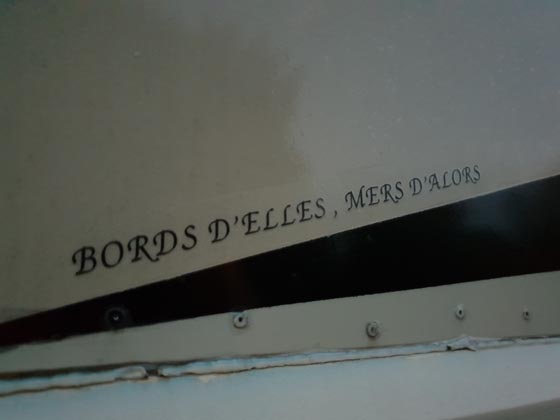 BORDS D'ELLES , MERS D'ALORS